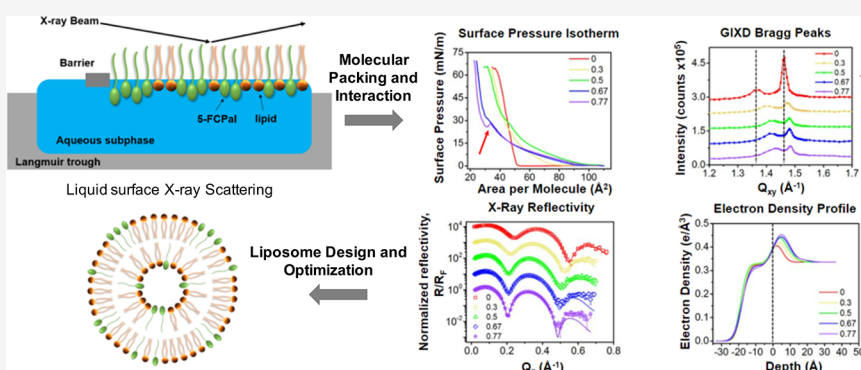 X-ray Beam
Barrier
5-FCPal
lipid
Aqueous subphase
Langmuir trough
Liquid surface X-ray Scattering
Molecular
Packing and
Interaction
Liposome Design and
Optimization
Surface Pressure Isotherm
Surface Pressure (mN/m)
75
60
45
30
15
0
20 40 60 80 100
Area per Molecule (Å²)
0
0.3
0.5
0.67
0.77
GIXD Bragg Peaks
Intensity (counts x10⁵)
4.5
3.0
1.5
0.0
1.2 1.3 1.4 1.5 1.6 1.7
Qxy (Å⁻¹)
0
0.3
0.5
0.67
0.77
X-Ray Reflectivity
Normalized reflectivity,
R/RF
10⁴
10²
10⁰
10⁻²
0.0 0.2 0.4 0.6 0.8
0
0.3
0.5
0.67
0.77
Electron Density Profile
Electron Density (e/Å³)
0.5
0.4
0.3
0.2
0.1
0.0
-30 -20 -10 0 10 20 30 40 50
Depth (Å)
0
0.3
0.5
0.67
0.77